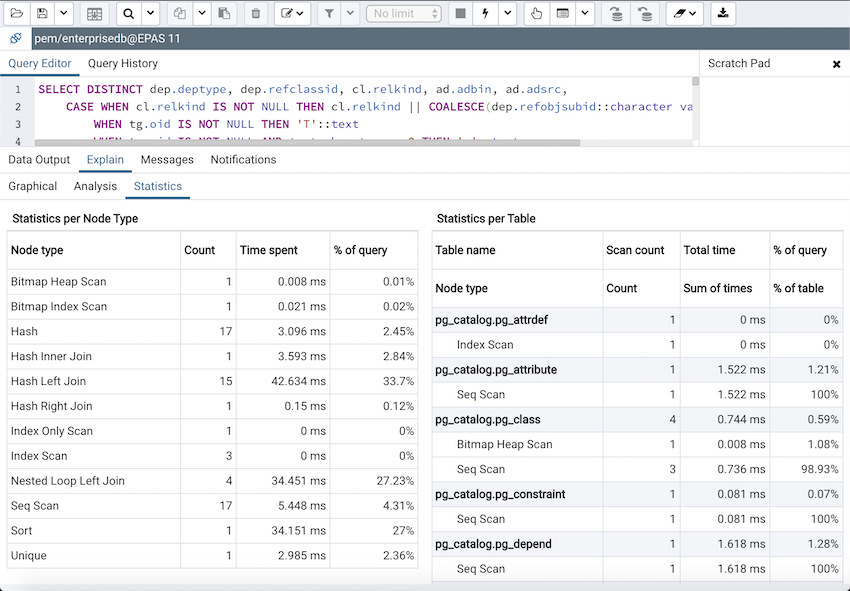 No limit
pem/enterprisedb@EPAS 11
Query Editor Query History Scratch Pad
1 SELECT DISTINCT dep.deptype, dep.refclassid, cl.relkind, ad.adbin, ad.adsrc,
2 CASE WHEN cl.relkind IS NOT NULL THEN cl.relkind || COALESCE(dep.refobjsubid::character va
3 WHEN tg.oid IS NOT NULL THEN 'T'::text
4
Data Output Explain Messages Notifications
Graphical Analysis Statistics
Statistics per Node Type
Node type Count Time spent % of query
Bitmap Heap Scan 1 0.008 ms 0.01%
Bitmap Index Scan 1 0.021 ms 0.02%
Hash 17 3.096 ms 2.45%
Hash Inner Join 1 3.593 ms 2.84%
Hash Left Join 15 42.634 ms 33.7%
Hash Right Join 1 0.15 ms 0.12%
Index Only Scan 1 0 ms 0%
Index Scan 3 0 ms 0%
Nested Loop Left Join 4 34.451 ms 27.23%
Seq Scan 17 5.448 ms 4.31%
Sort 1 34.151 ms 27%
Unique 1 2.985 ms 2.36%
Statistics per Table
Table name Scan count Total time % of query
Node type Count Sum of times % of table
pg_catalog.pg_attrdef 1 0 ms 0%
Index Scan 1 0 ms 0%
pg_catalog.pg_attribute 1 1.522 ms 1.21%
Seq Scan 1 1.522 ms 100%
pg_catalog.pg_class 4 0.744 ms 0.59%
Bitmap Heap Scan 1 0.008 ms 1.08%
Seq Scan 3 0.736 ms 98.93%
pg_catalog.pg_constraint 1 0.081 ms 0.07%
Seq Scan 1 0.081 ms 100%
pg_catalog.pg_depend 1 1.618 ms 1.28%
Seq Scan 1 1.618 ms 100%